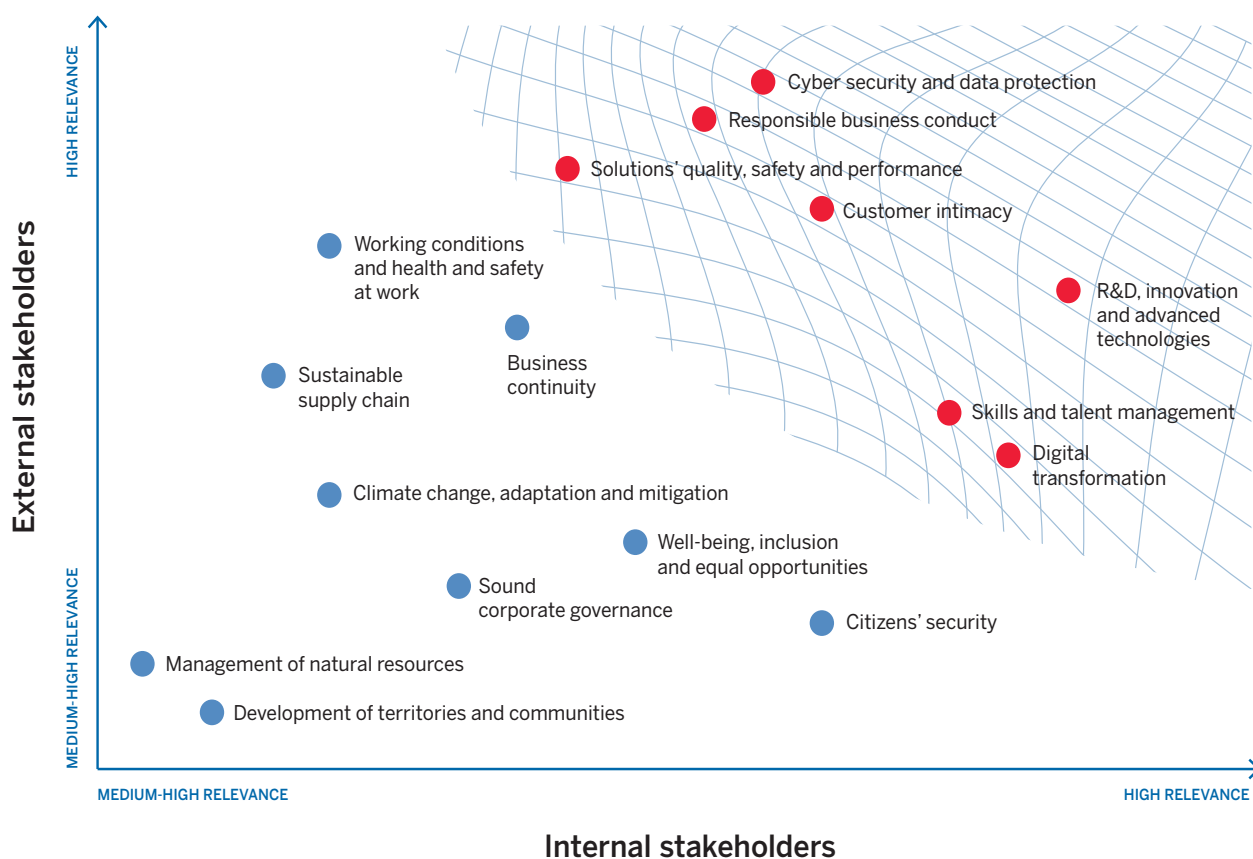 HIGH RELEVANCE
External stakeholders
MEDIUM-HIGH RELEVANCE
Cyber security and data protection
Responsible business conduct
Solutions’ quality, safety and performance
Customer intimacy
Working conditions
and health and safety
at work
R&D, innovation
and advanced
technologies
Business
continuity
Sustainable
supply chain
Skills and talent management
Digital
transformation
Climate change, adaptation and mitigation
Well-being, inclusion
and equal opportunities
Sound
corporate governance
Citizens’ security
Management of natural resources
Development of territories and communities
MEDIUM-HIGH RELEVANCE
HIGH RELEVANCE
Internal stakeholders